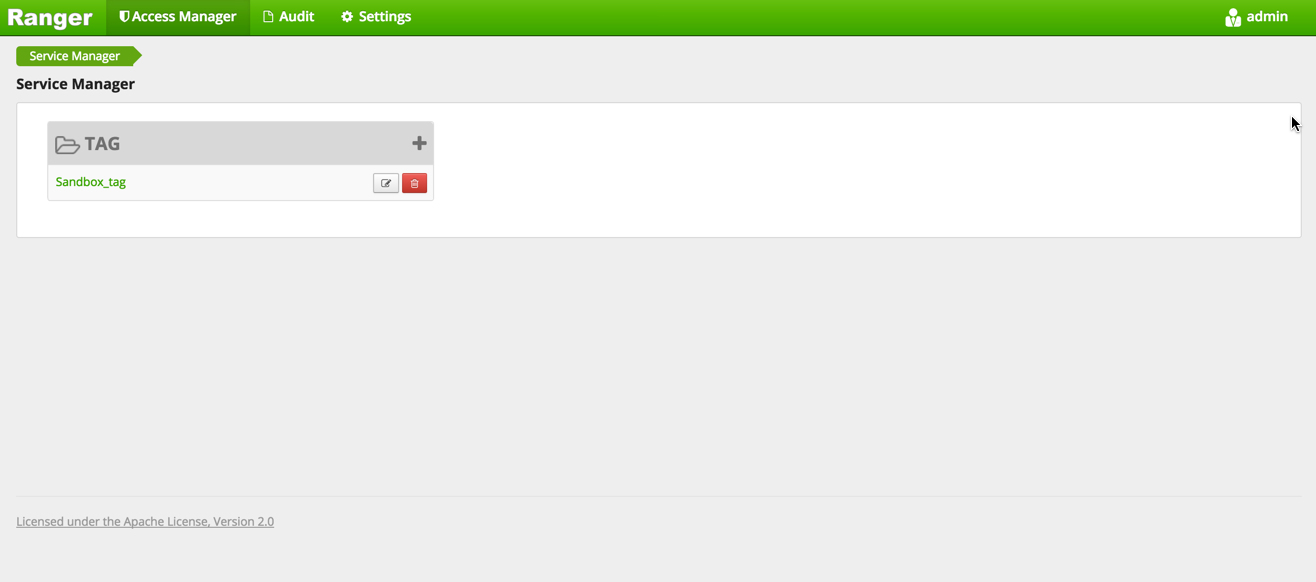 Ranger Access Manager Audit Settings admin
Service Manager
Service Manager
TAG
Sandbox_tag
Licensed under the Apache License, Version 2.0